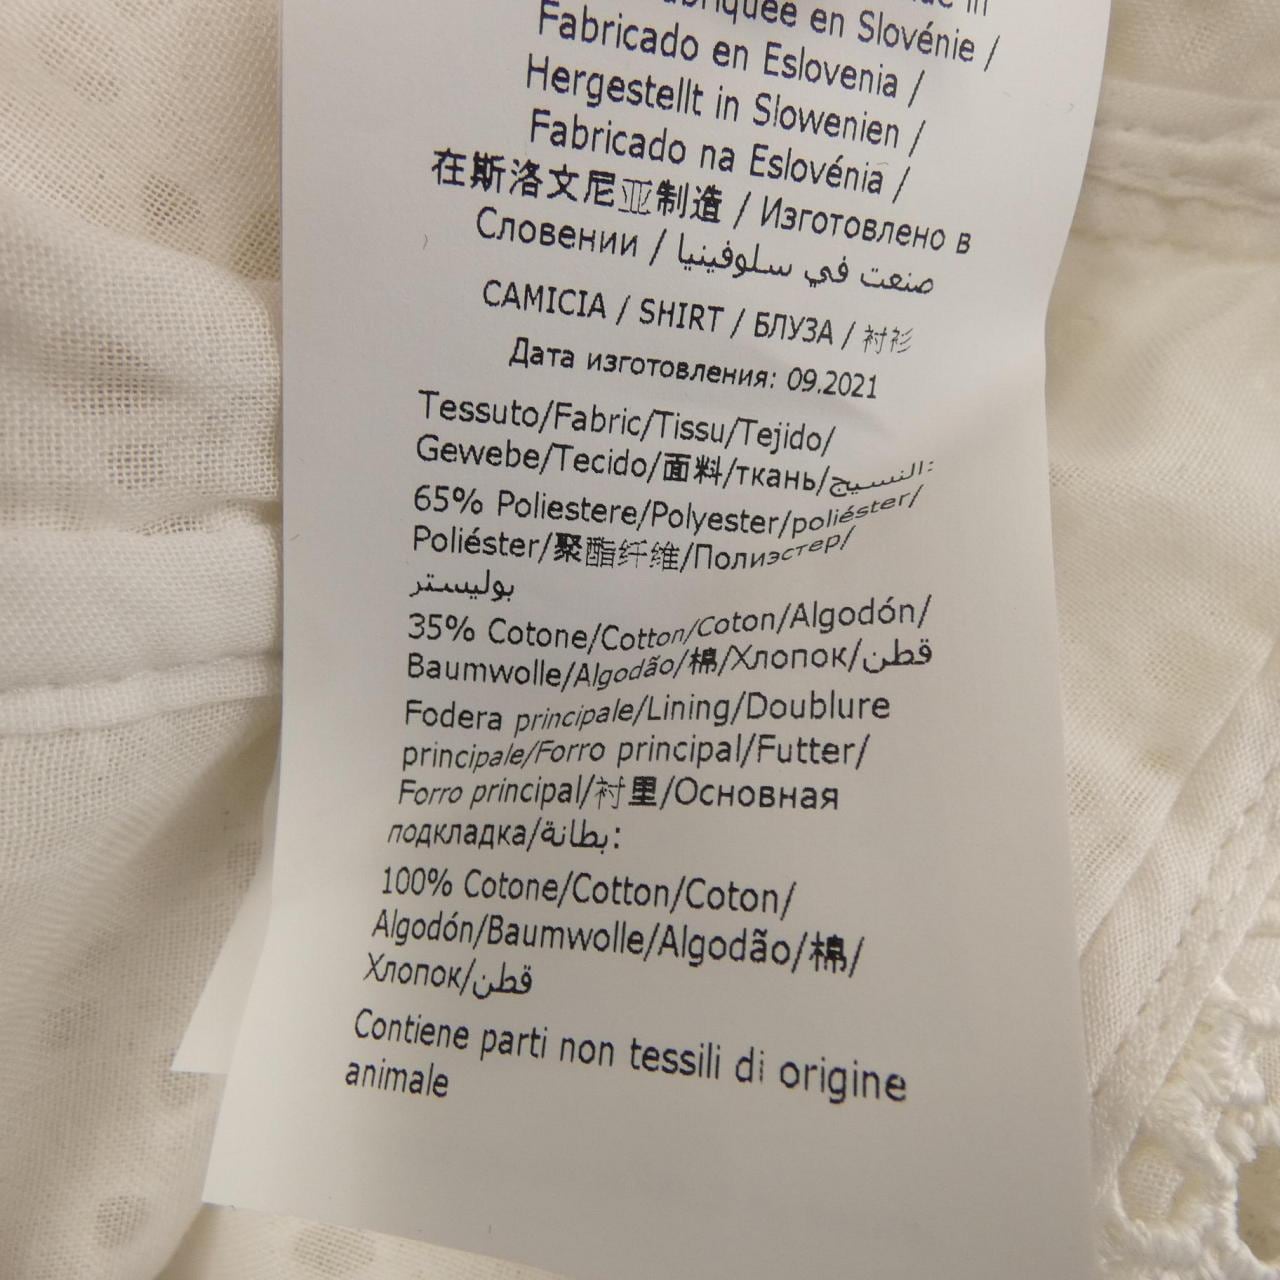 Fabriquée en Slovénie /
Fabricado en Eslovenia /
Hergestellt in Slowenien /
Fabricado na Eslovénia /
在斯洛文尼亚制造 / Изготовлено в
Словении / صنعت في سلوفينيا
CAMICIA / SHIRT / БЛУЗА / 衬衫
Дата изготовления: 09.2021
Tessuto/Fabric/Tissu/Tejido/
Gewebe/Tecido/面料/ткань/النسيج:
65% Poliestere/Polyester/poliéster/
Poliéster/聚酯纤维/Полиэстер/
بوليستر
35% Cotone/Cotton/Coton/Algodón/
Baumwolle/Algodão/棉/Хлопок/قطن
Fodera principale/Lining/Doublure
principale/Forro principal/Futter/
Forro principal/衬里/Основная
подкладка/بطانة:
100% Cotone/Cotton/Coton/
Algodón/Baumwolle/Algodão/棉/
Хлопок/قطن
Contiene parti non tessili di origine
animale